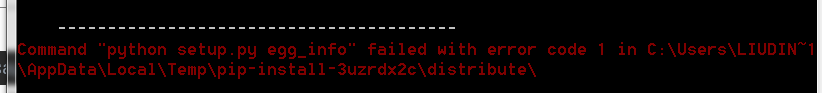 ----------------------------------------
Command "python setup.py egg_info" failed with error code 1 in C:\Users\LIUDIN~1
\AppData\Local\Temp\pip-install-3uzrdx2c\distribute\